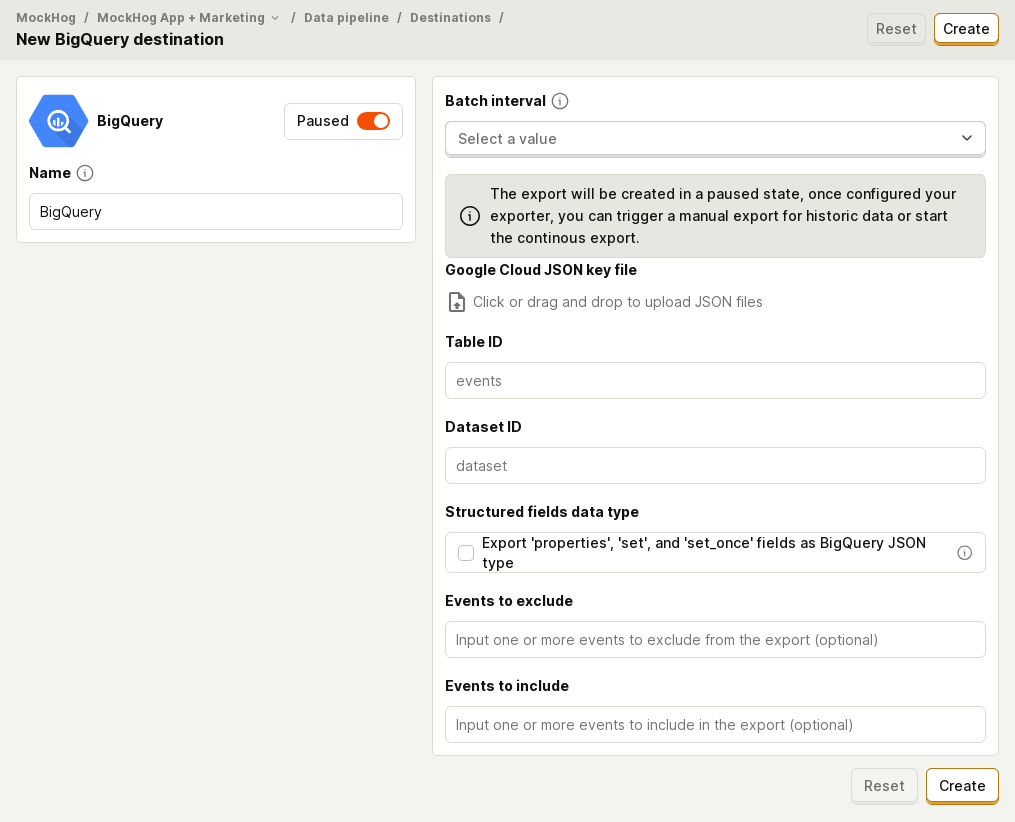 MockHog / MockHog App + Marketing / Data pipeline / Destinations /
New BigQuery destination
Reset
Create
BigQuery
Paused
Name
BigQuery
Batch interval
Select a value
The export will be created in a paused state, once configured your
exporter, you can trigger a manual export for historic data or start
the continous export.
Google Cloud JSON key file
Click or drag and drop to upload JSON files
Table ID
events
Dataset ID
dataset
Structured fields data type
Export 'properties', 'set', and 'set_once' fields as BigQuery JSON
type
Events to exclude
Input one or more events to exclude from the export (optional)
Events to include
Input one or more events to include in the export (optional)
Reset
Create